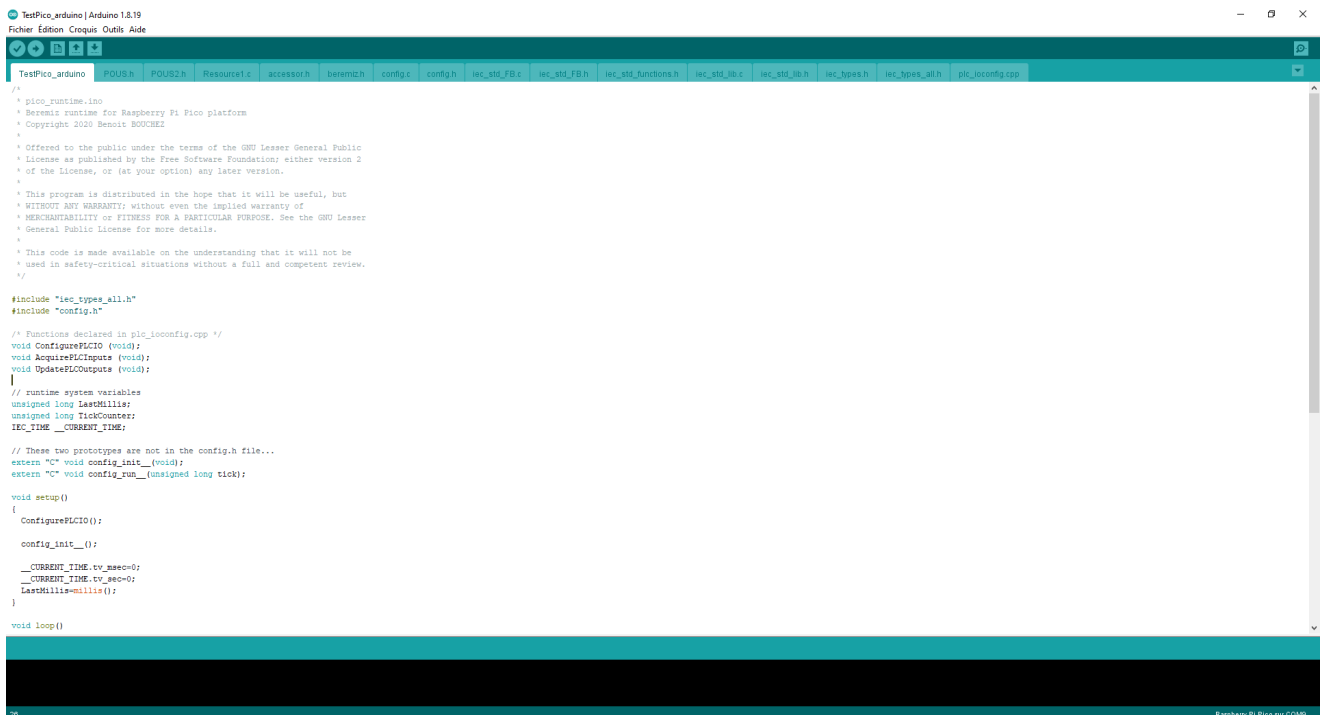 TestPico_arduino | Arduino 1.8.19
Fichier Édition Croquis Outils Aide
TestPico_arduino POUS.h POUS2.h Resource1.c accessor.h beremiz.h config.c config.h iec_std_FB.c iec_std_FB.h iec_std_functions.h iec_std_lib.c iec_std_lib.h iec_types.h iec_types_all.h plc_ioconfig.cpp
/*
* pico_runtime.ino
* Beremiz runtime for Raspberry Pi Pico platform
* Copyright 2020 Benoit BOUCHEZ
*
* Offered to the public under the terms of the GNU Lesser General Public
* License as published by the Free Software Foundation; either version 2
* of the License, or (at your option) any later version.
*
* This program is distributed in the hope that it will be useful, but
* WITHOUT ANY WARRANTY; without even the implied warranty of
* MERCHANTABILITY or FITNESS FOR A PARTICULAR PURPOSE. See the GNU Lesser
* General Public License for more details.
*
* This code is made available on the understanding that it will not be
* used in safety-critical situations without a full and competent review.
*/
#include "iec_types_all.h"
#include "config.h"
/* Functions declared in plc_ioconfig.cpp */
void ConfigurePLCIO (void);
void AcquirePLCInputs (void);
void UpdatePLCOutputs (void);
// runtime system variables
unsigned long LastMillis;
unsigned long TickCounter;
IEC_TIME __CURRENT_TIME;
// These two prototypes are not in the config.h file...
extern "C" void config_init__(void);
extern "C" void config_run__(unsigned long tick);
void setup()
{
ConfigurePLCIO();
config_init__();
__CURRENT_TIME.tv_msec=0;
__CURRENT_TIME.tv_sec=0;
LastMillis=millis();
}
void loop()
26 Raspberry Pi Pico sur COM9